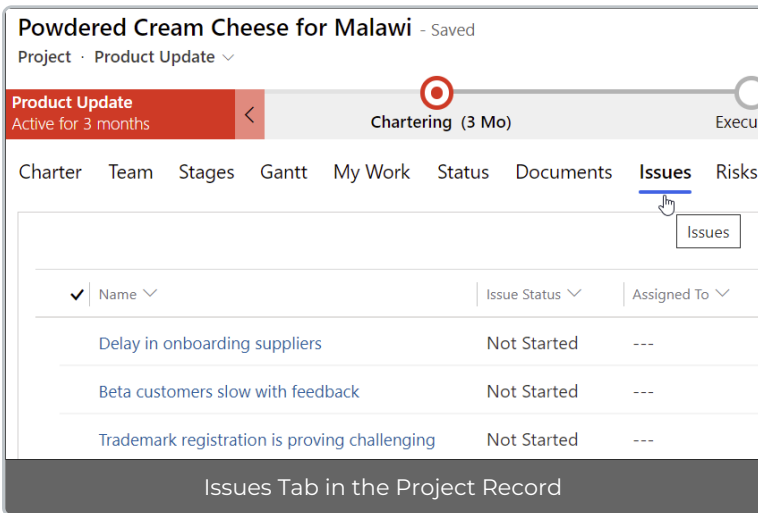 Powdered Cream Cheese for Malawi - Saved
Project · Product Update
Product Update
Active for 3 months
Chartering (3 Mo)
Execu
Charter Team Stages Gantt My Work Status Documents Issues Risks
Issues
Name Issue Status Assigned To
Delay in onboarding suppliers Not Started ---
Beta customers slow with feedback Not Started ---
Trademark registration is proving challenging Not Started ---
Issues Tab in the Project Record